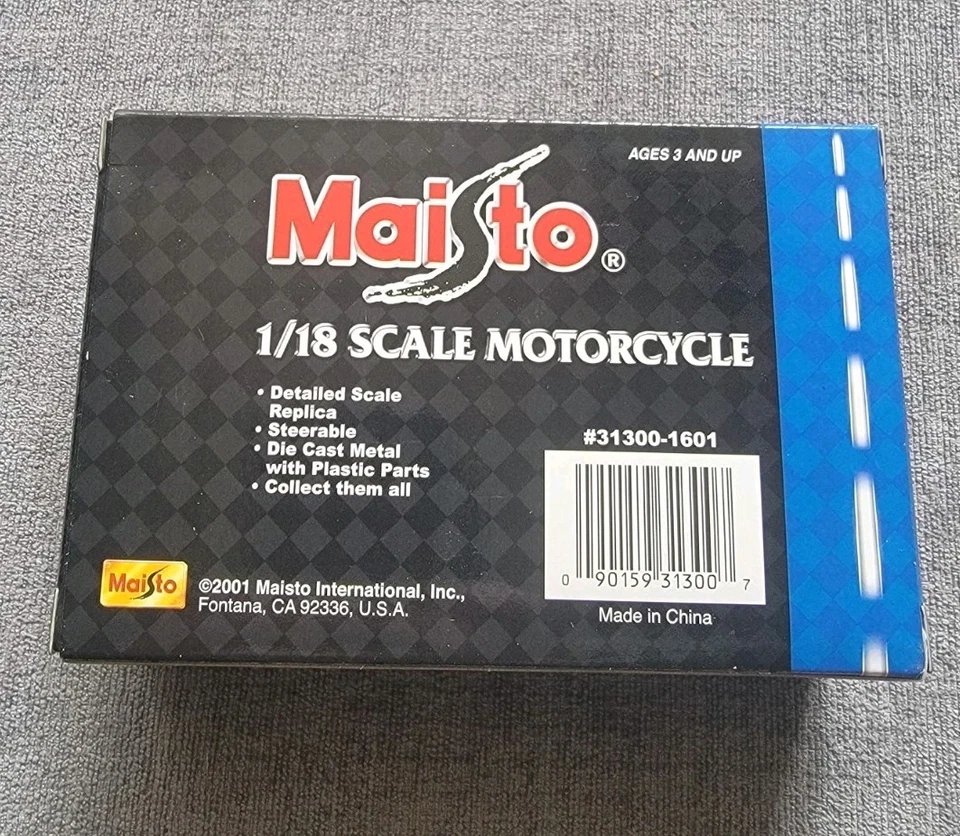 AGES 3 AND UP
Maisto®
1/18 SCALE MOTORCYCLE
• Detailed Scale
Replica
• Steerable
• Die Cast Metal
with Plastic Parts
• Collect them all
#31300-1601
0 90159 31300 7
Made in China
Maisto
©2001 Maisto International, Inc.,
Fontana, CA 92336, U.S.A.